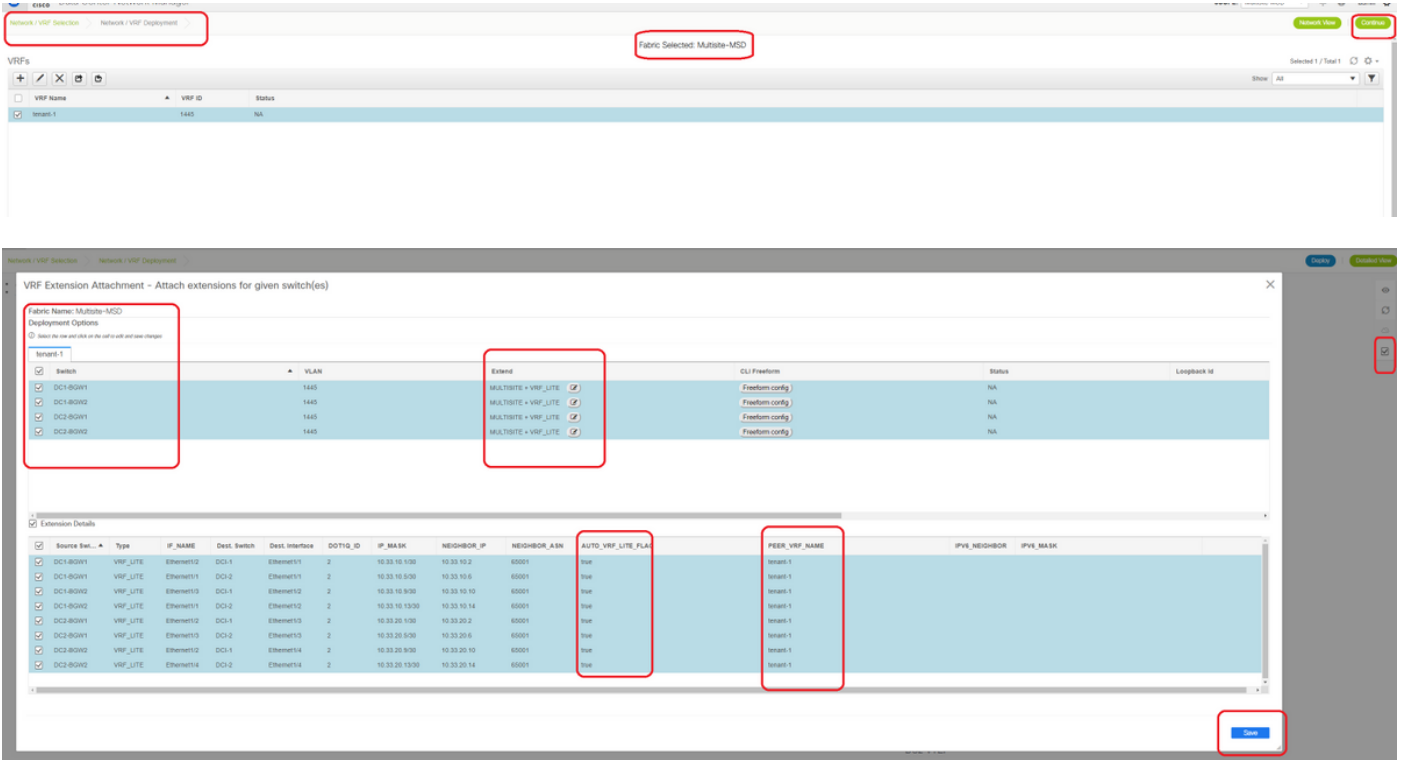 cisco Data Center Network Manager
Network / VRF Selection Network / VRF Deployment Network View Continue
Fabric Selected: Multisite-MSD
VRFs Selected 1 / Total 1
Show All
VRF Name VRF ID Status
tenant-1 1445 NA
Network / VRF Selection Network / VRF Deployment Deploy Detailed View
VRF Extension Attachment - Attach extensions for given switch(es)
Fabric Name: Multisite-MSD
Deployment Options
Select the row and click on the cell to edit and save changes
tenant-1
Switch VLAN Extend CLI Freeform Status Loopback Id
DC1-BGW1 1445 MULTISITE + VRF_LITE Freeform config NA
DC1-BGW2 1445 MULTISITE + VRF_LITE Freeform config NA
DC2-BGW1 1445 MULTISITE + VRF_LITE Freeform config NA
DC2-BGW2 1445 MULTISITE + VRF_LITE Freeform config NA
Extension Details
Source Swi... Type IF_NAME Dest. Switch Dest. Interface DOT1Q_ID IP_MASK NEIGHBOR_IP NEIGHBOR_ASN AUTO_VRF_LITE_FLAG PEER_VRF_NAME IPV6_NEIGHBOR IPV6_MASK
DC1-BGW1 VRF_LITE Ethernet1/2 DCI-1 Ethernet1/1 2 10.33.10.1/30 10.33.10.2 65001 true tenant-1
DC1-BGW1 VRF_LITE Ethernet1/1 DCI-2 Ethernet1/1 2 10.33.10.5/30 10.33.10.6 65001 true tenant-1
DC1-BGW2 VRF_LITE Ethernet1/3 DCI-1 Ethernet1/2 2 10.33.10.9/30 10.33.10.10 65001 true tenant-1
DC1-BGW2 VRF_LITE Ethernet1/1 DCI-2 Ethernet1/2 2 10.33.10.13/30 10.33.10.14 65001 true tenant-1
DC2-BGW1 VRF_LITE Ethernet1/2 DCI-1 Ethernet1/3 2 10.33.20.1/30 10.33.20.2 65001 true tenant-1
DC2-BGW1 VRF_LITE Ethernet1/3 DCI-2 Ethernet1/3 2 10.33.20.5/30 10.33.20.6 65001 true tenant-1
DC2-BGW2 VRF_LITE Ethernet1/2 DCI-1 Ethernet1/4 2 10.33.20.9/30 10.33.20.10 65001 true tenant-1
DC2-BGW2 VRF_LITE Ethernet1/4 DCI-2 Ethernet1/4 2 10.33.20.13/30 10.33.20.14 65001 true tenant-1
Save